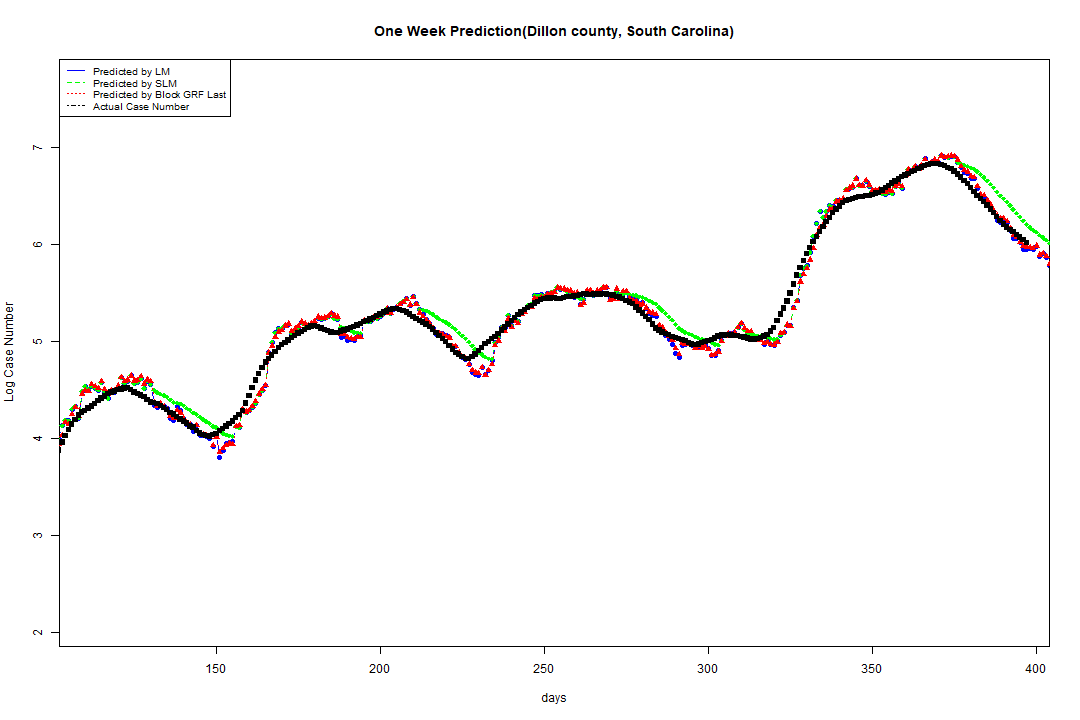 One Week Prediction(Dillon county, South Carolina)
Predicted by LM
Predicted by SLM
Predicted by Block GRF Last
Actual Case Number
7
6
5
4
3
2
Log Case Number
150 200 250 300 350 400
days